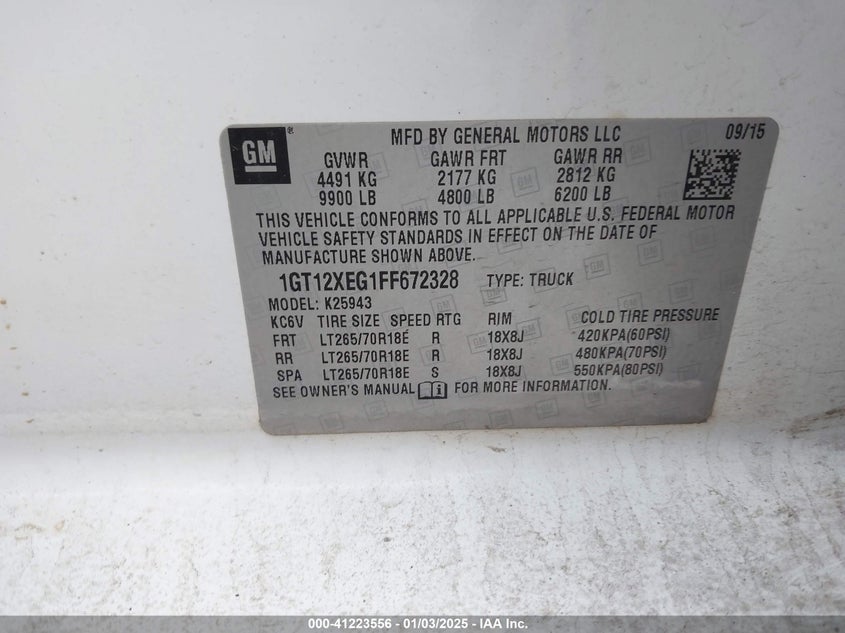 GM
®
MFD BY GENERAL MOTORS LLC 09/15
GVWR GAWR FRT GAWR RR
4491 KG 2177 KG 2812 KG
9900 LB 4800 LB 6200 LB
THIS VEHICLE CONFORMS TO ALL APPLICABLE U.S. FEDERAL MOTOR
VEHICLE SAFETY STANDARDS IN EFFECT ON THE DATE OF
MANUFACTURE SHOWN ABOVE.
1GT12XEG1FF672328 TYPE: TRUCK
MODEL: K25943
KC6V TIRE SIZE SPEED RTG RIM COLD TIRE PRESSURE
FRT LT265/70R18E R 18X8J 420KPA(60PSI)
RR LT265/70R18E R 18X8J 480KPA(70PSI)
SPA LT265/70R18E S 18X8J 550KPA(80PSI)
SEE OWNER'S MANUAL i FOR MORE INFORMATION.
000-41223556 - 01/03/2025 - IAA Inc.